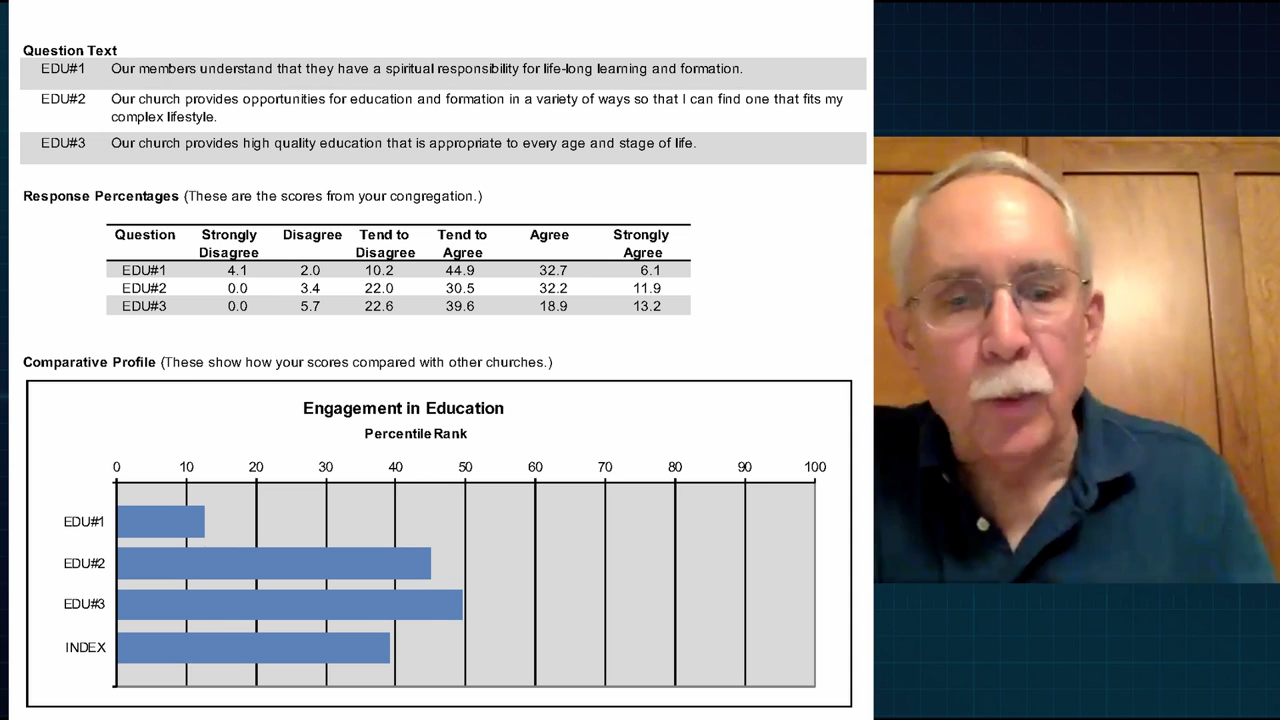 Question Text
EDU#1 Our members understand that they have a spiritual responsibility for life-long learning and formation.
EDU#2 Our church provides opportunities for education and formation in a variety of ways so that I can find one that fits my
complex lifestyle.
EDU#3 Our church provides high quality education that is appropriate to every age and stage of life.
Response Percentages (These are the scores from your congregation.)
Question Strongly Disagree Disagree Tend to Disagree Tend to Agree Agree Strongly Agree
EDU#1 4.1 2.0 10.2 44.9 32.7 6.1
EDU#2 0.0 3.4 22.0 30.5 32.2 11.9
EDU#3 0.0 5.7 22.6 39.6 18.9 13.2
Comparative Profile (These show how your scores compared with other churches.)
Engagement in Education
Percentile Rank
0 10 20 30 40 50 60 70 80 90 100
EDU#1
EDU#2
EDU#3
INDEX